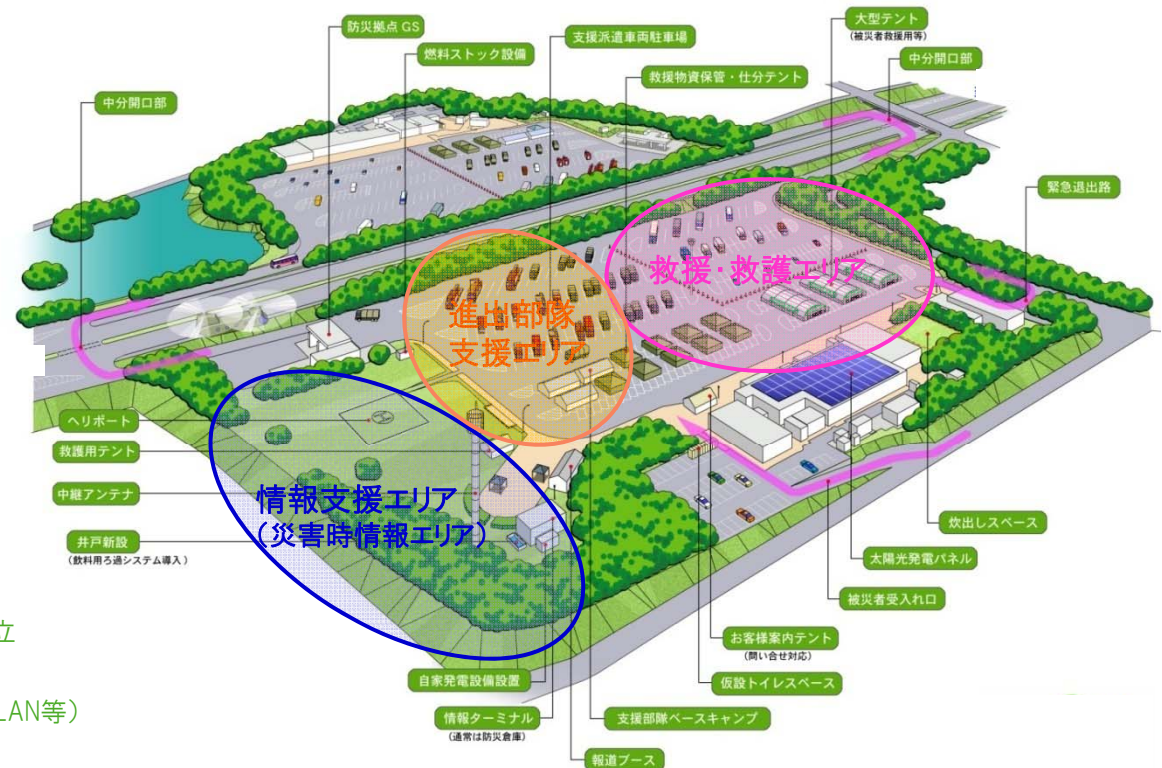 防災拠点 GS
燃料ストック設備
支援派遣車両駐車場
救援物資保管・仕分テント
大型テント
(被災者救援用等)
中分開口部
中分開口部
緊急退出路
救援・救護エリア
進出部隊
支援エリア
ヘリポート
救護用テント
中継アンテナ
井戸新設
(飲料用ろ過システム導入)
情報支援エリア
(災害時情報エリア)
炊出しスペース
太陽光発電パネル
被災者受入れ口
お客様案内テント
(問い合せ対応)
仮設トイレスペース
自家発電設備設置
情報ターミナル
(通常は防災倉庫)
支援部隊ベースキャンプ
報道ブース
立
LAN等)